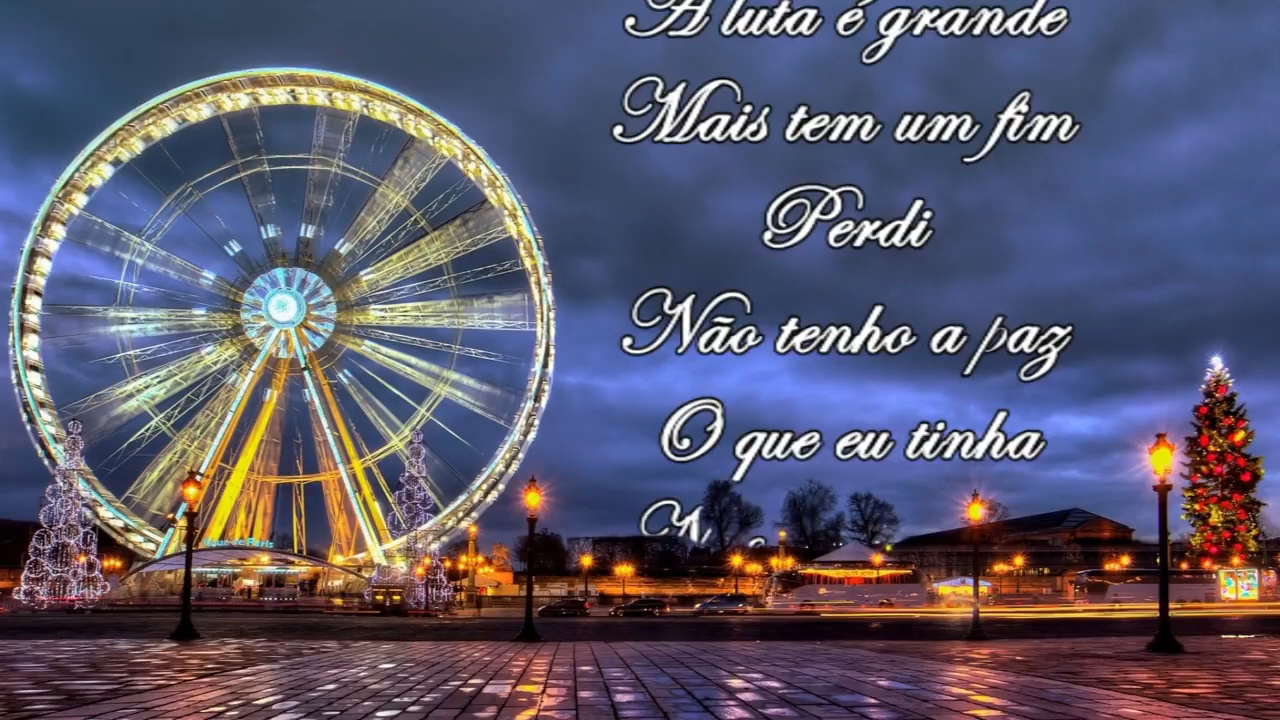 A luta é grande
Mais tem um fim
Perdi
Não tenho a paz
O que eu tinha